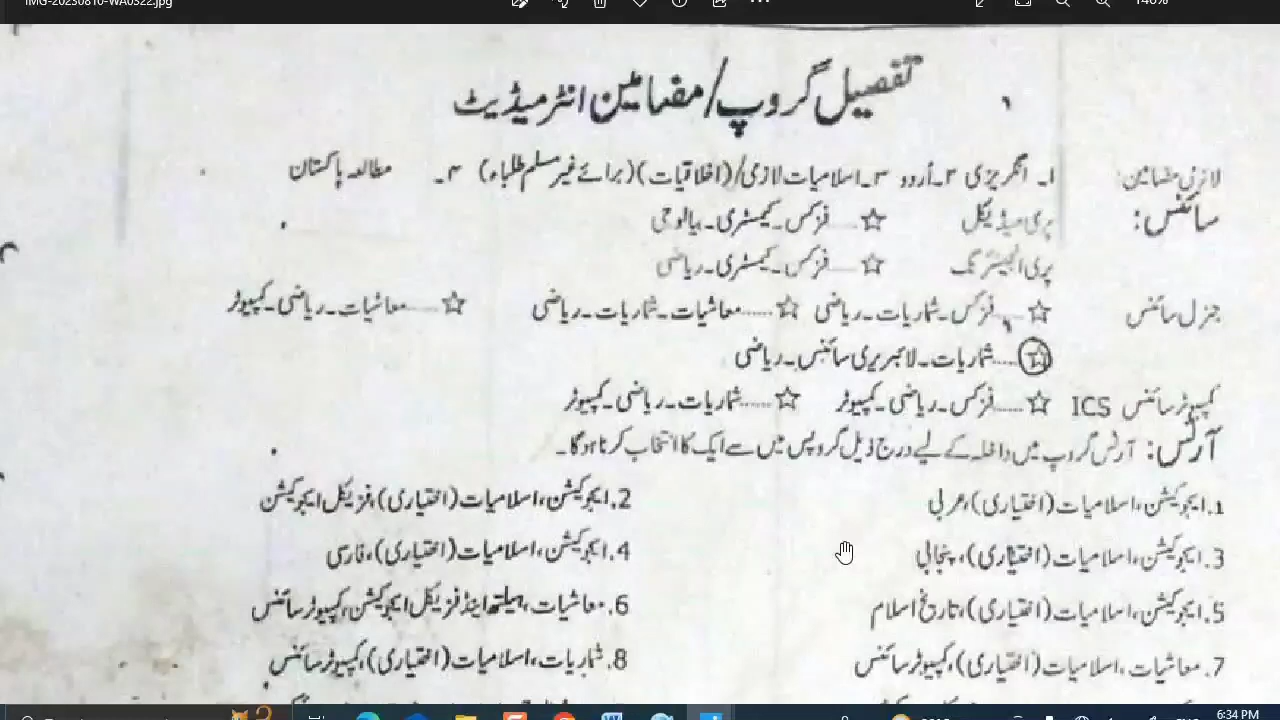 IMG-20230810-WA0322.jpg
146%
تفصیل گروپ/مضامین انٹرمیڈیٹ
لازمی مضامین: ۱۔ انگریزی ۲۔اُردو ۳۔اسلامیات لازمی/(اخلاقیات)(برائے غیر مسلم طلباء) ۴۔ مطالعہ پاکستان
سائنس: پری میڈیکل ☆.....فزکس۔کیمسٹری۔بیالوجی
پری انجینئرنگ ☆.....فزکس۔کیمسٹری۔ریاضی
جنرل سائنس ☆.....فزکس۔شماریات۔ریاضی ☆.....معاشیات۔شماریات۔ریاضی ☆.....معاشیات۔ریاضی۔کمپیوٹر
☆.....شماریات۔لائبریری سائنس۔ریاضی
کمپیوٹر سائنس ICS ☆.....فزکس۔ریاضی۔کمپیوٹر ☆.....شماریات۔ریاضی۔کمپیوٹر
آرٹس: آرٹس گروپ میں داخلہ کے لیے درج ذیل گروپس میں سے ایک کا انتخاب کرنا ہوگا۔
1.ایجوکیشن،اسلامیات(اختیاری)،عربی 2.ایجوکیشن،اسلامیات(اختیاری)،فزیکل ایجوکیشن
3.ایجوکیشن،اسلامیات(اختیاری)،پنجابی 4.ایجوکیشن،اسلامیات(اختیاری)،فارسی
5.ایجوکیشن،اسلامیات(اختیاری)،تاریخ اسلام 6.معاشیات،ہیلتھ اینڈ فزیکل ایجوکیشن،کمپیوٹر سائنس
7.معاشیات،اسلامیات(اختیاری)،کمپیوٹر سائنس 8.شماریات،اسلامیات(اختیاری)،کمپیوٹر سائنس
6:34 PM